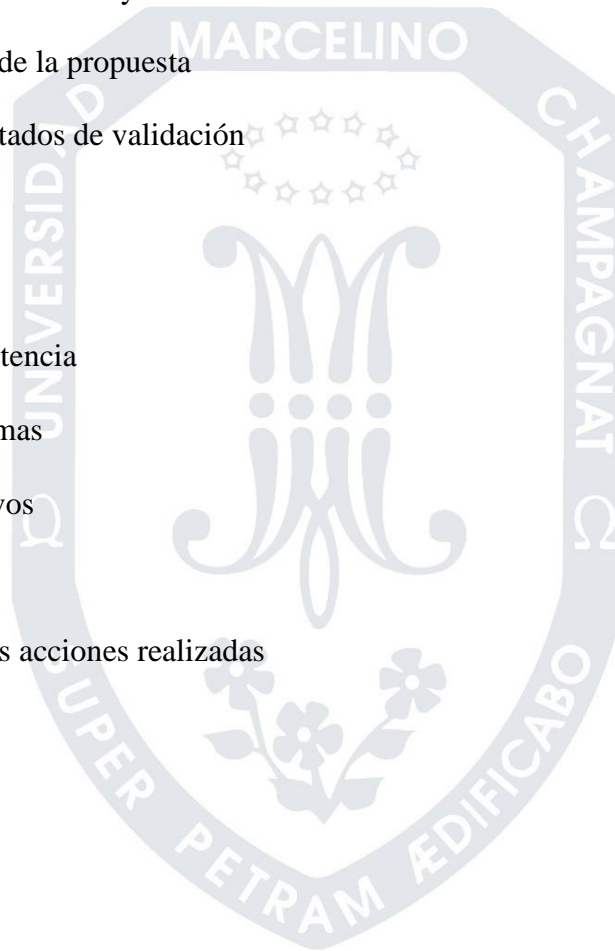 y
de la propuesta
tados de validación
tencia
mas
vos
s acciones realizadas
UNIVERSIDAD MARCELINO CHAMPAGNAT
SUPER PETRAM ÆDIFICABO